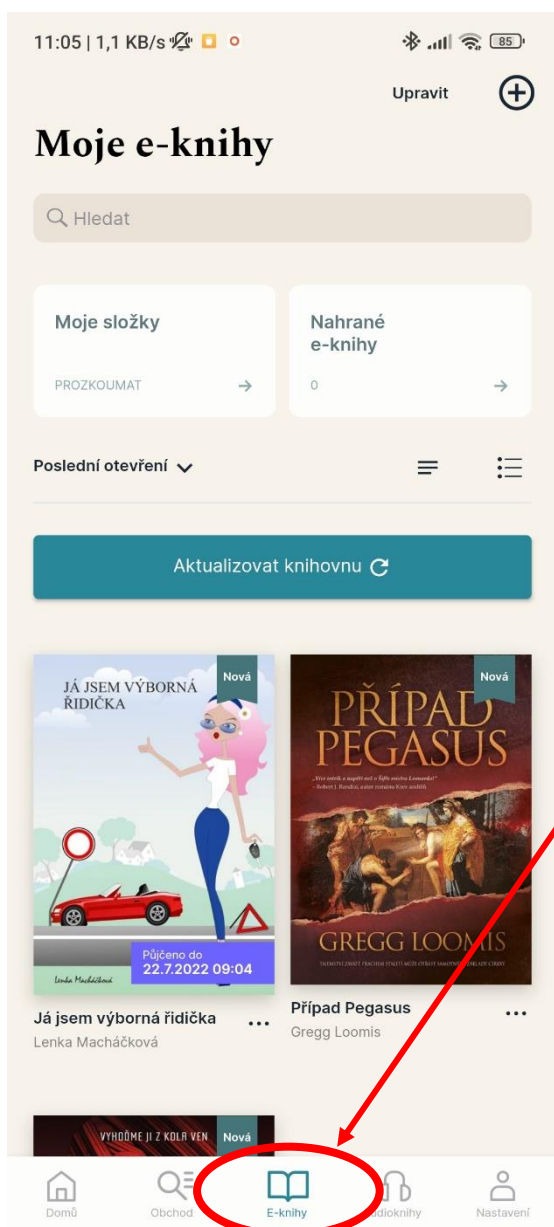 11:05 | 1,1 KB/s
85
Upravit
Moje e-knihy
Hledat
Moje složky
PROZKOUMAT
Nahrané
e-knihy
0
Poslední otevření
Aktualizovat knihovnu
Nová
JÁ JSEM VÝBORNÁ
ŘIDIČKA
Půjčeno do
22.7.2022 09:04
Lenka Macháčková
Nová
PŘÍPAD
PEGASUS
GREGG LOOMIS
Já jsem výborná řidička
Lenka Macháčková
Případ Pegasus
Gregg Loomis
VYHOĎME JI Z KOLA VEN
Nová
Domů
Obchod
E-knihy
dioknihy
Nastavení